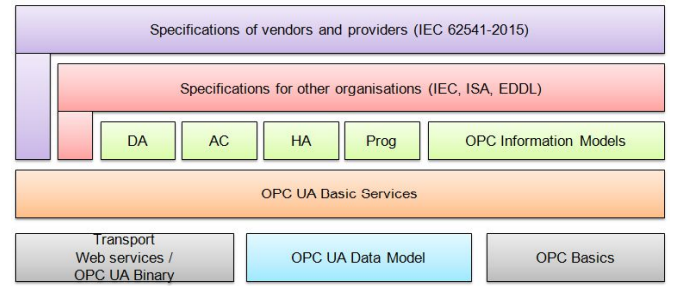 Specifications of vendors and providers (IEC 62541-2015)
Specifications for other organisations (IEC, ISA, EDDL)
DA
AC
HA
Prog
OPC Information Models
OPC UA Basic Services
Transport
Web services /
OPC UA Binary
OPC UA Data Model
OPC Basics